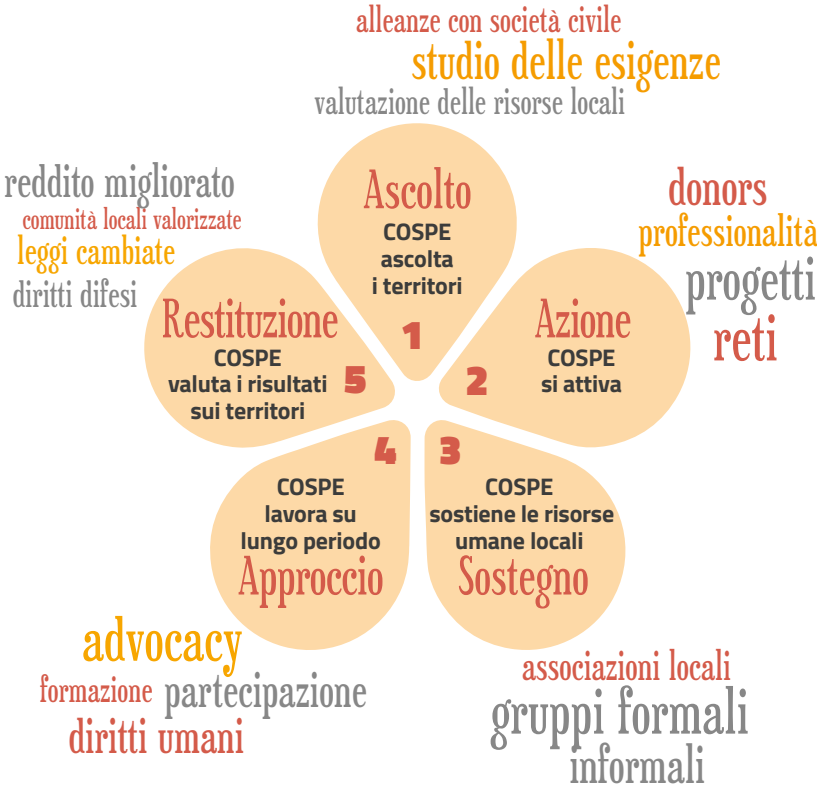 alleanze con società civile
studio delle esigenze
valutazione delle risorse locali
Ascolto
COSPE
ascolta
i territori
1
donors
professionalità
progetti
reti
Azione
COSPE
si attiva
2
3
COSPE
sostiene le risorse
umane locali
Sostegno
associazioni locali
gruppi formali
informali
4
COSPE
lavora su
lungo periodo
Approccio
advocacy
formazione partecipazione
diritti umani
reddito migliorato
comunità locali valorizzate
leggi cambiate
diritti difesi
Restituzione
COSPE
valuta i risultati
sui territori
5